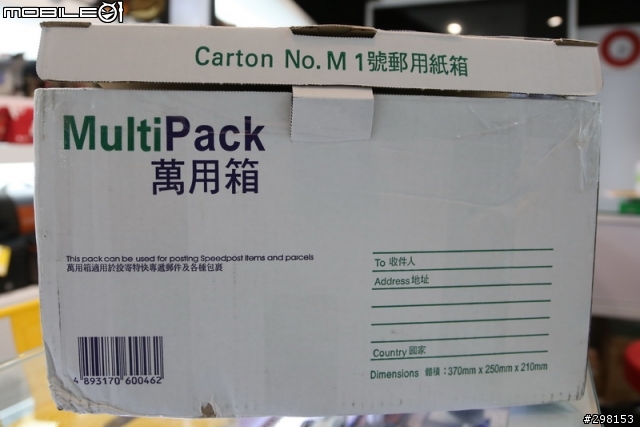 MOBILE01
Carton No. M 1號郵用紙箱
MultiPack
萬用箱
This pack can be used for posting Speedpost items and parcels
萬用箱適用於投寄特快專遞郵件及各種包裹
To 收件人
Address 地址
Country 國家
Dimensions 體積：370mm x 250mm x 210mm
4 893170 600462
#298153